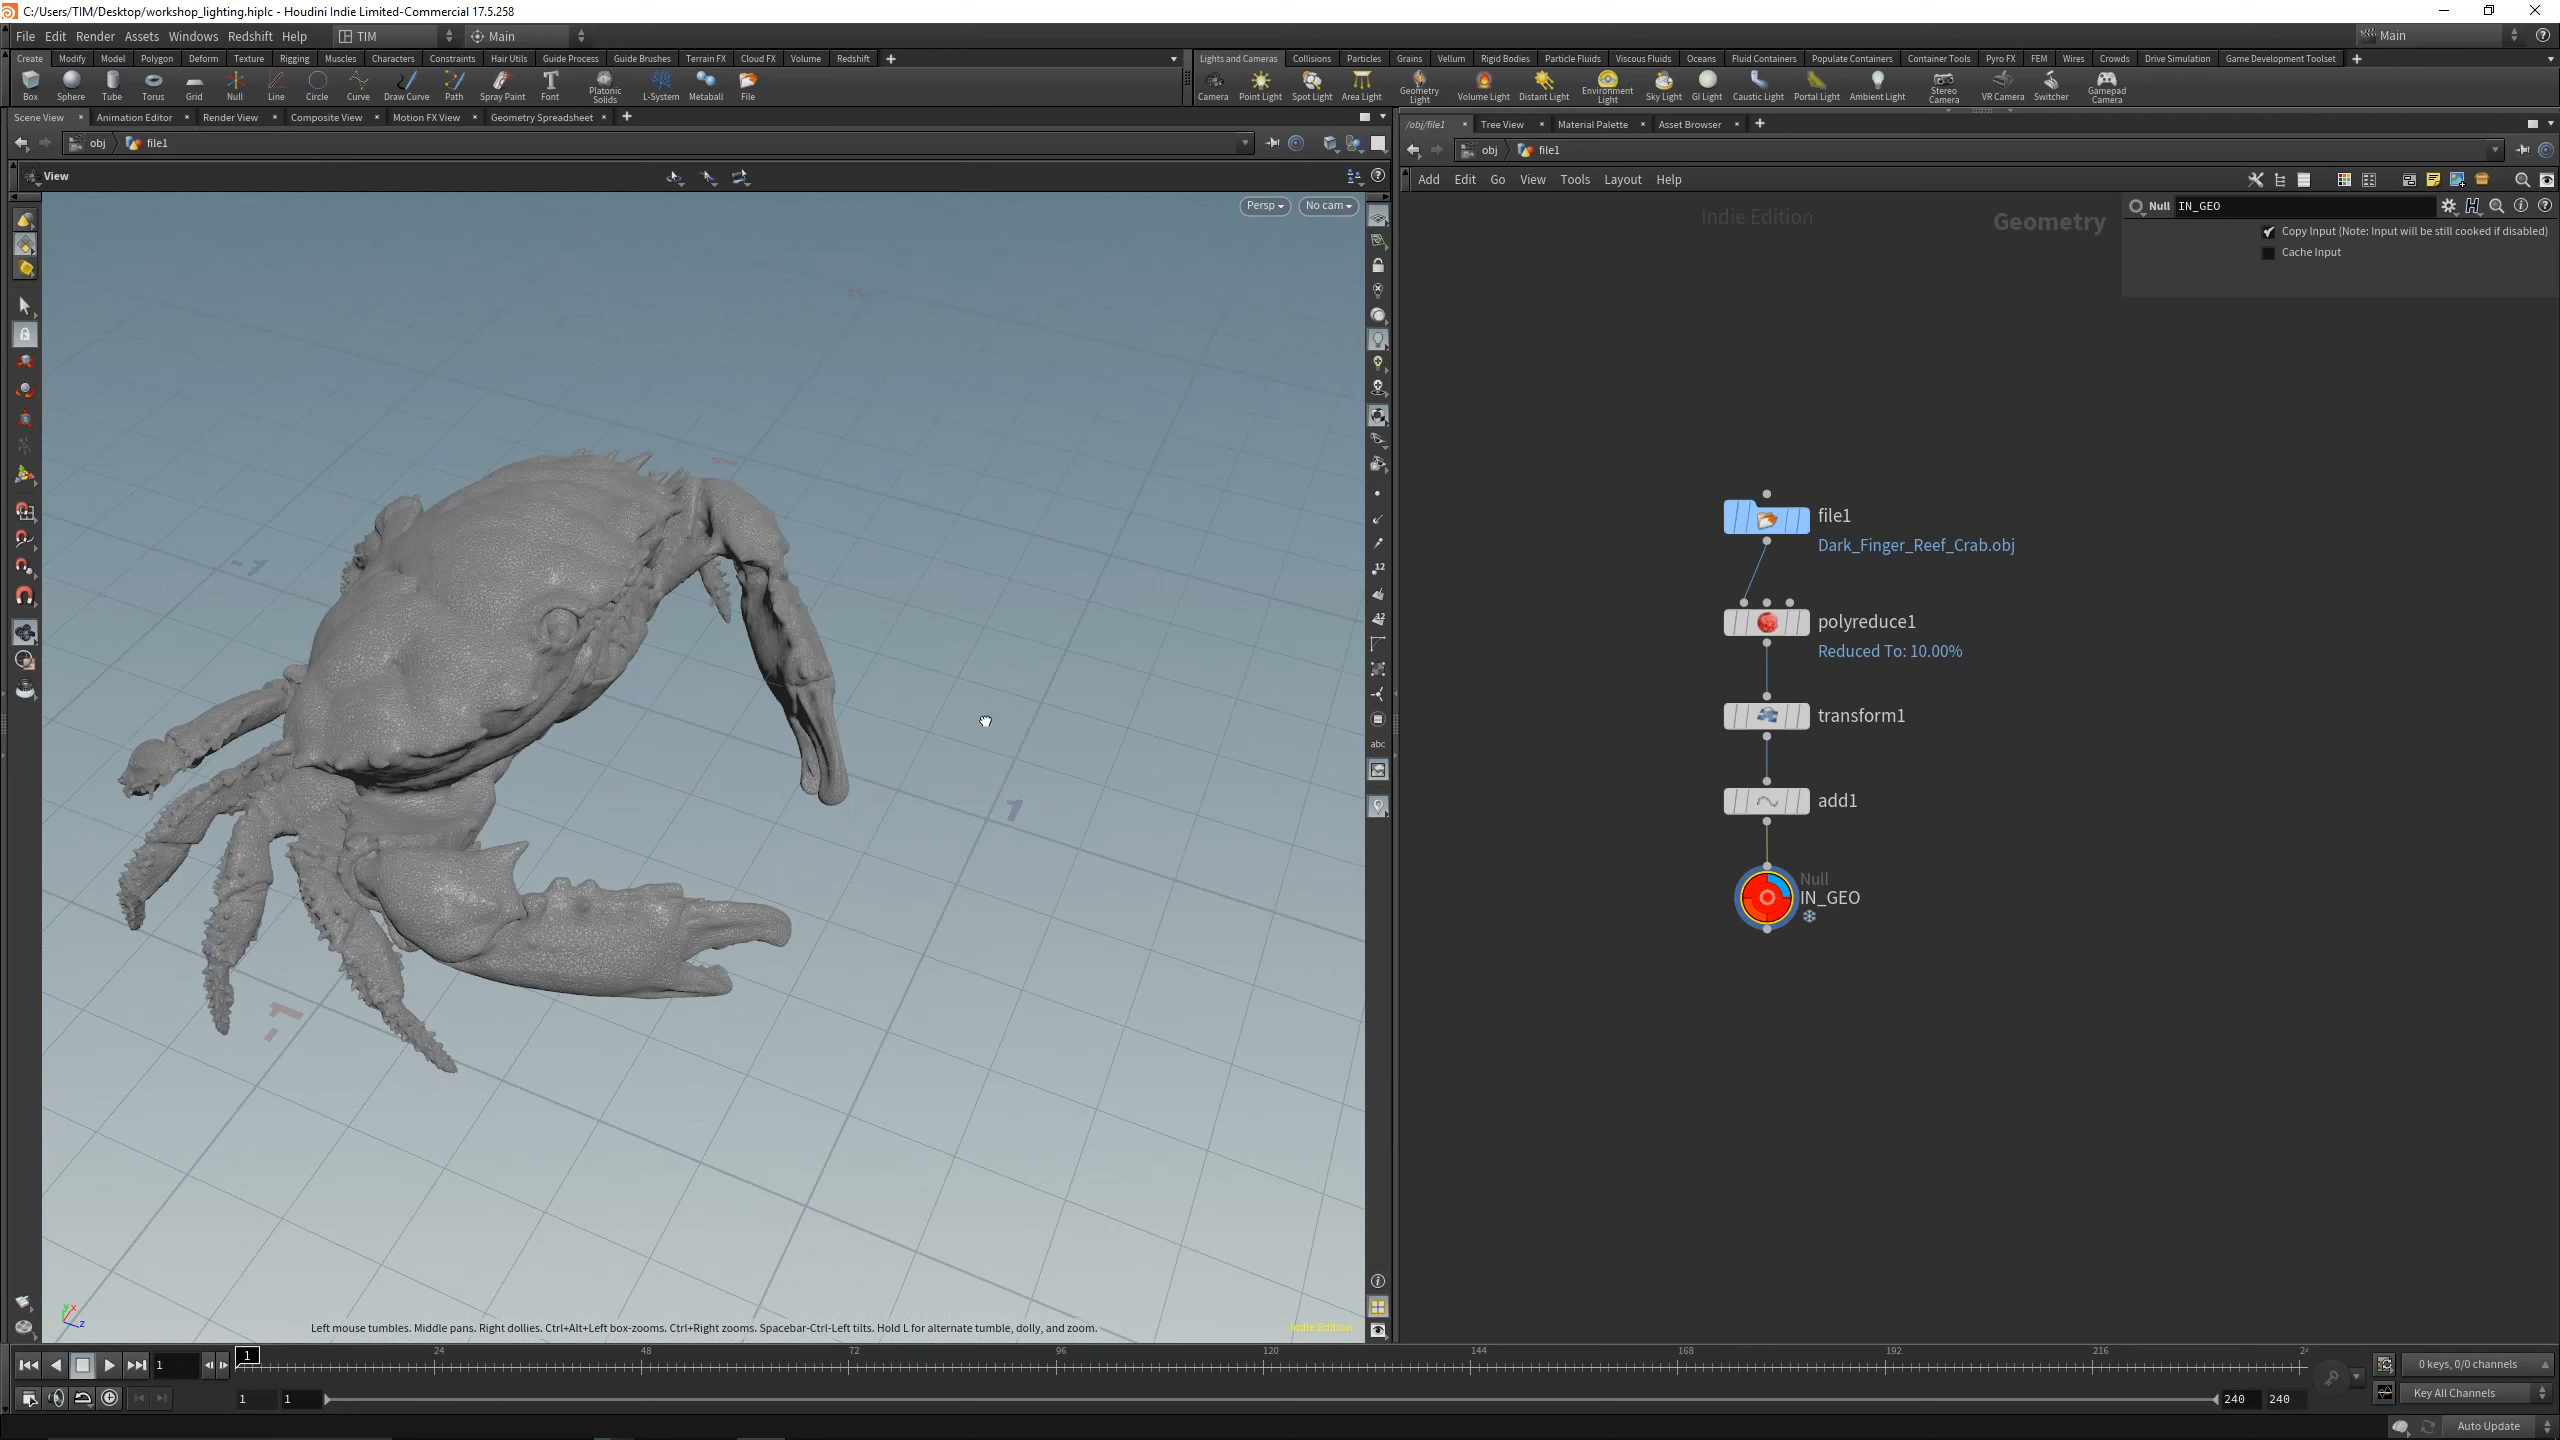 C:/Users/TIM/Desktop/workshop_lighting.hiplc - Houdini Indie Limited-Commercial 17.5.258
File Edit Render Assets Windows Redshift Help TIM Main Main
Create Modify Model Polygon Deform Texture Rigging Muscles Characters Constraints Hair Utils Guide Process Guide Brushes Terrain FX Cloud FX Volume Redshift
Lights and Cameras Collisions Particles Grains Vellum Rigid Bodies Particle Fluids Viscous Fluids Oceans Fluid Containers Populate Containers Container Tools Pyro FX FEM Wires Crowds Drive Simulation Game Development Toolset
Box Sphere Tube Torus Grid Null Line Circle Curve Draw Curve Path Spray Paint Font Platonic Solids L-System Metaball File
Camera Point Light Spot Light Area Light Geometry Light Volume Light Distant Light Environment Light Sky Light GI Light Caustic Light Portal Light Ambient Light Stereo Camera VR Camera Switcher Gamepad Camera
Scene View Animation Editor Render View Composite View Motion FX View Geometry Spreadsheet
/obj/file1 Tree View Material Palette Asset Browser
obj file1
obj file1
View
Add Edit Go View Tools Layout Help
Persp No cam
Indie Edition Geometry
Null IN_GEO
Copy Input (Note: Input will be still cooked if disabled)
Cache Input
file1
Dark_Finger_Reef_Crab.obj
polyreduce1
Reduced To: 10.00%
transform1
add1
Null
IN_GEO
-1
1
-1
12
12
abc
y x
z
Left mouse tumbles. Middle pans. Right dollies. Ctrl+Alt+Left box-zooms. Ctrl+Right zooms. Spacebar-Ctrl-Left tilts. Hold L for alternate tumble, dolly, and zoom.
Indie Edition
1 1 24 48 72 96 120 144 168 192 216
0 keys, 0/0 channels
1 1 240 240
Key All Channels
Auto Update